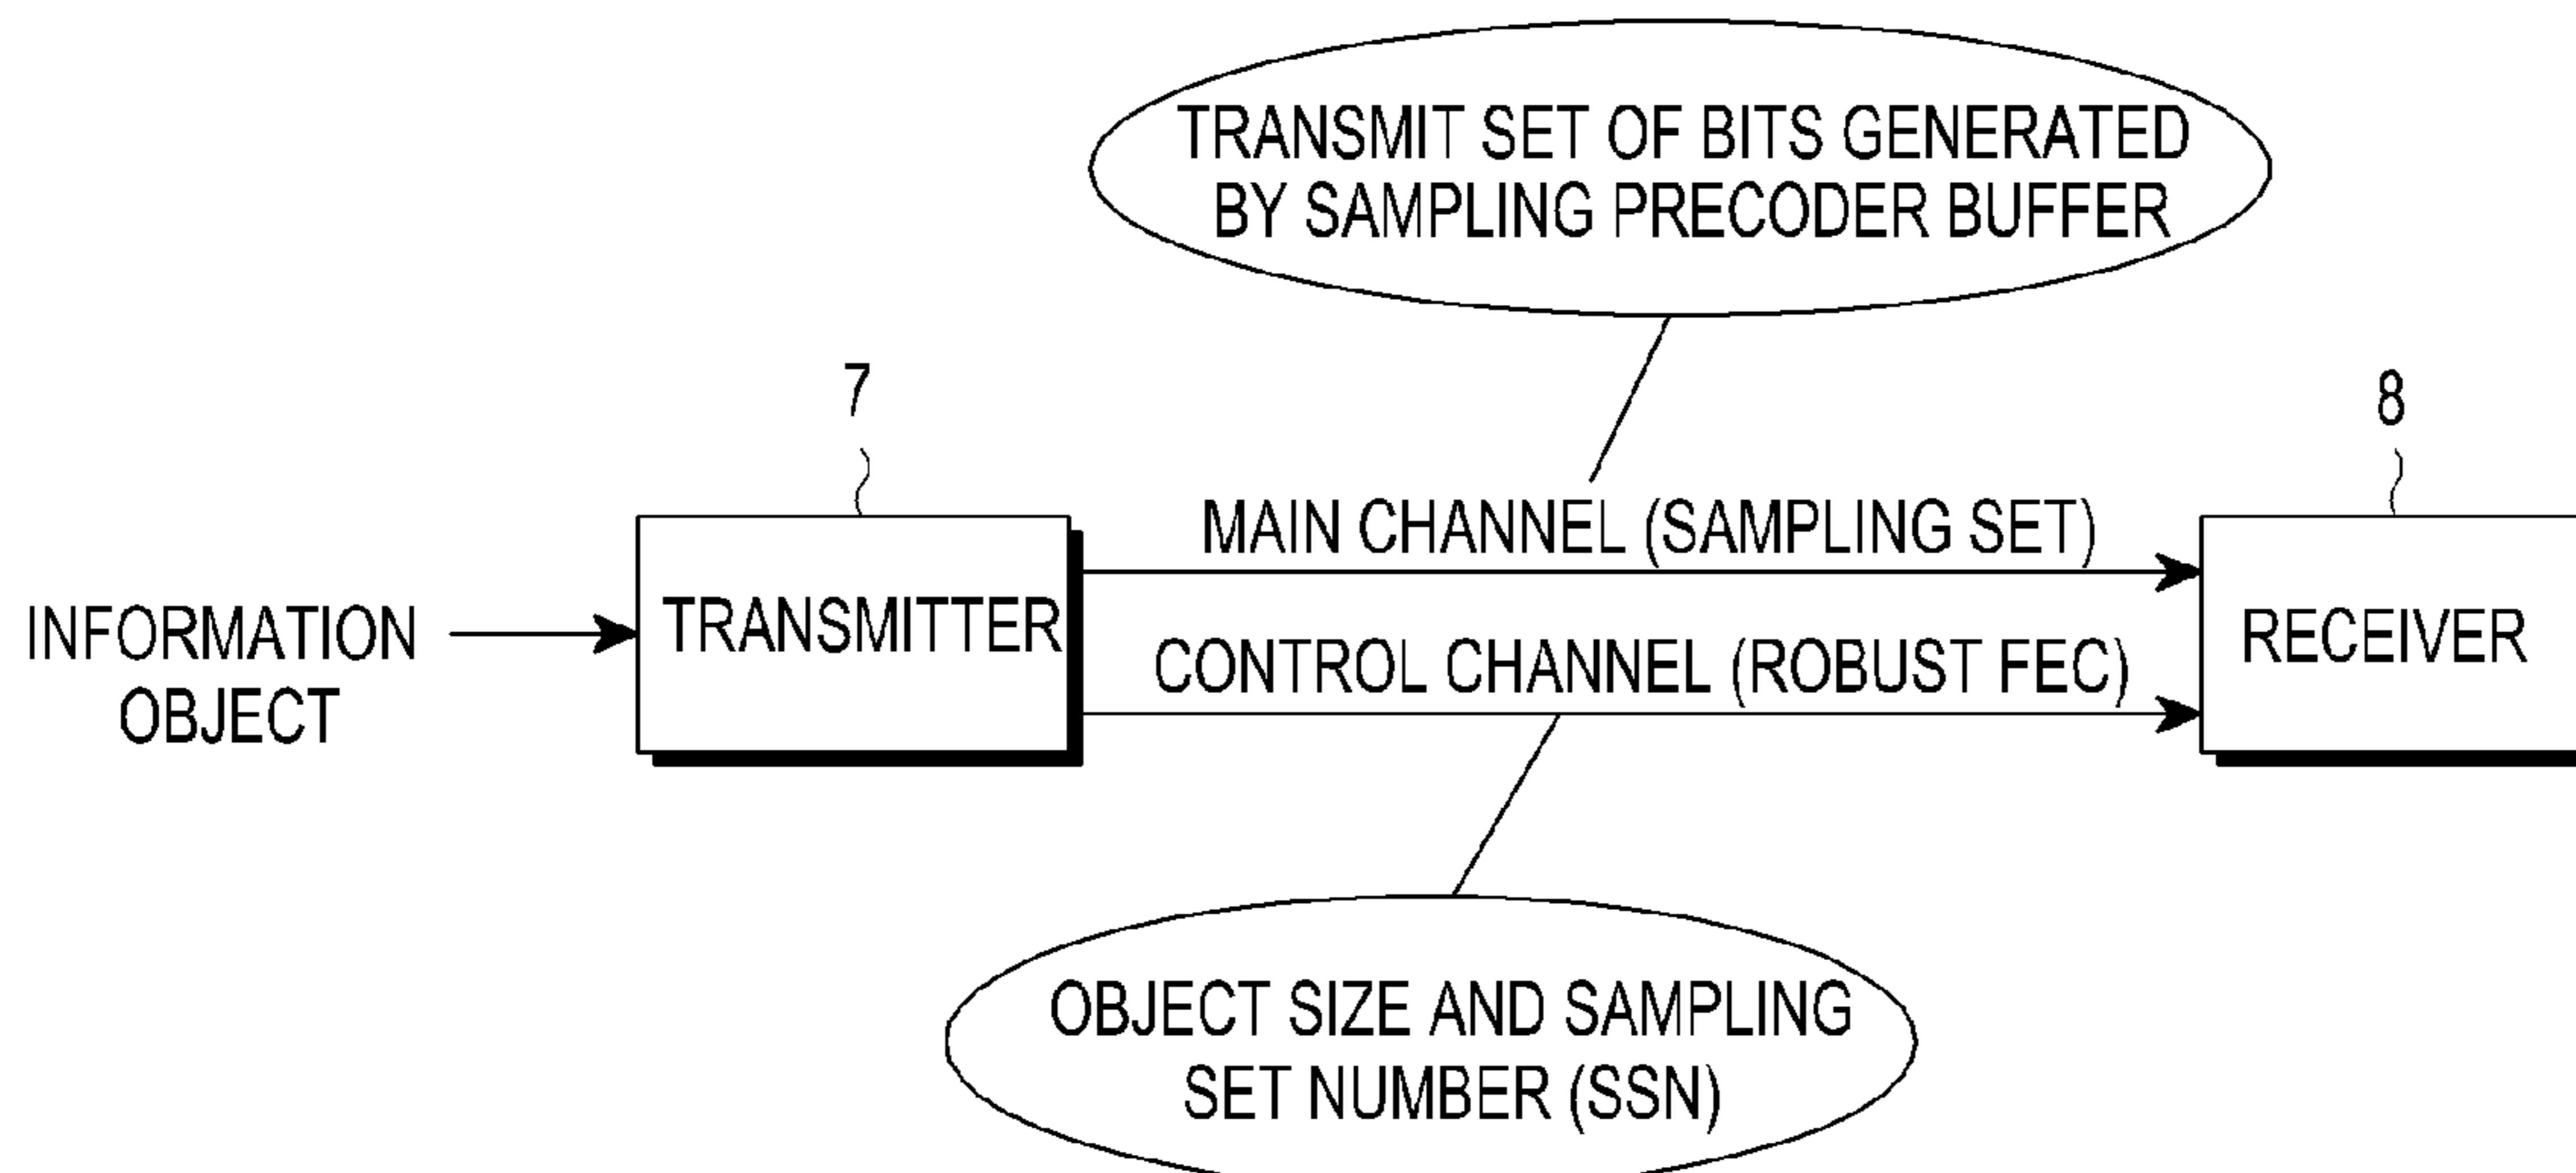 TRANSMIT SET OF BITS GENERATED
BY SAMPLING PRECODER BUFFER
7
8
MAIN CHANNEL (SAMPLING SET)
INFORMATION
OBJECT
TRANSMITTER
CONTROL CHANNEL (ROBUST FEC)
RECEIVER
OBJECT SIZE AND SAMPLING
SET NUMBER (SSN)